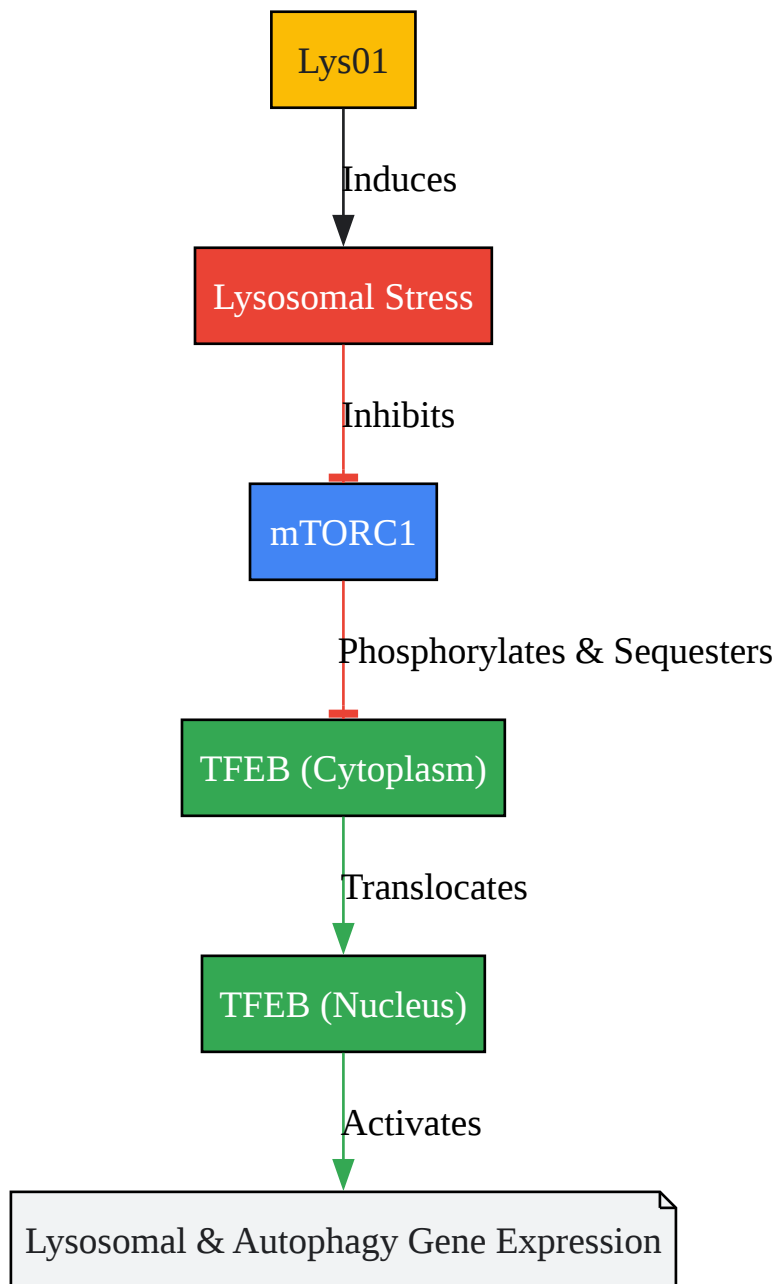 Lys01
Induces
Lysosomal Stress
Inhibits
mTORC1
Phosphorylates & Sequesters
TFEB (Cytoplasm)
Translocates
TFEB (Nucleus)
Activates
Lysosomal & Autophagy Gene Expression